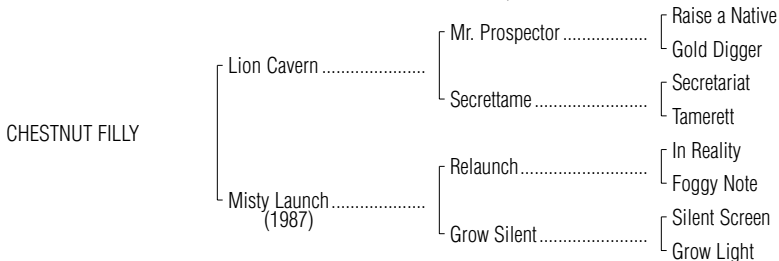 Raise a Native
Mr. Prospector ..................
Gold Digger
Lion Cavern ......................
Secretariat
Secrettame ........................
Tamerett
CHESTNUT FILLY
In Reality
Relaunch ...........................
Foggy Note
Misty Launch ....................
(1987)
Silent Screen
Grow Silent .......................
Grow Light